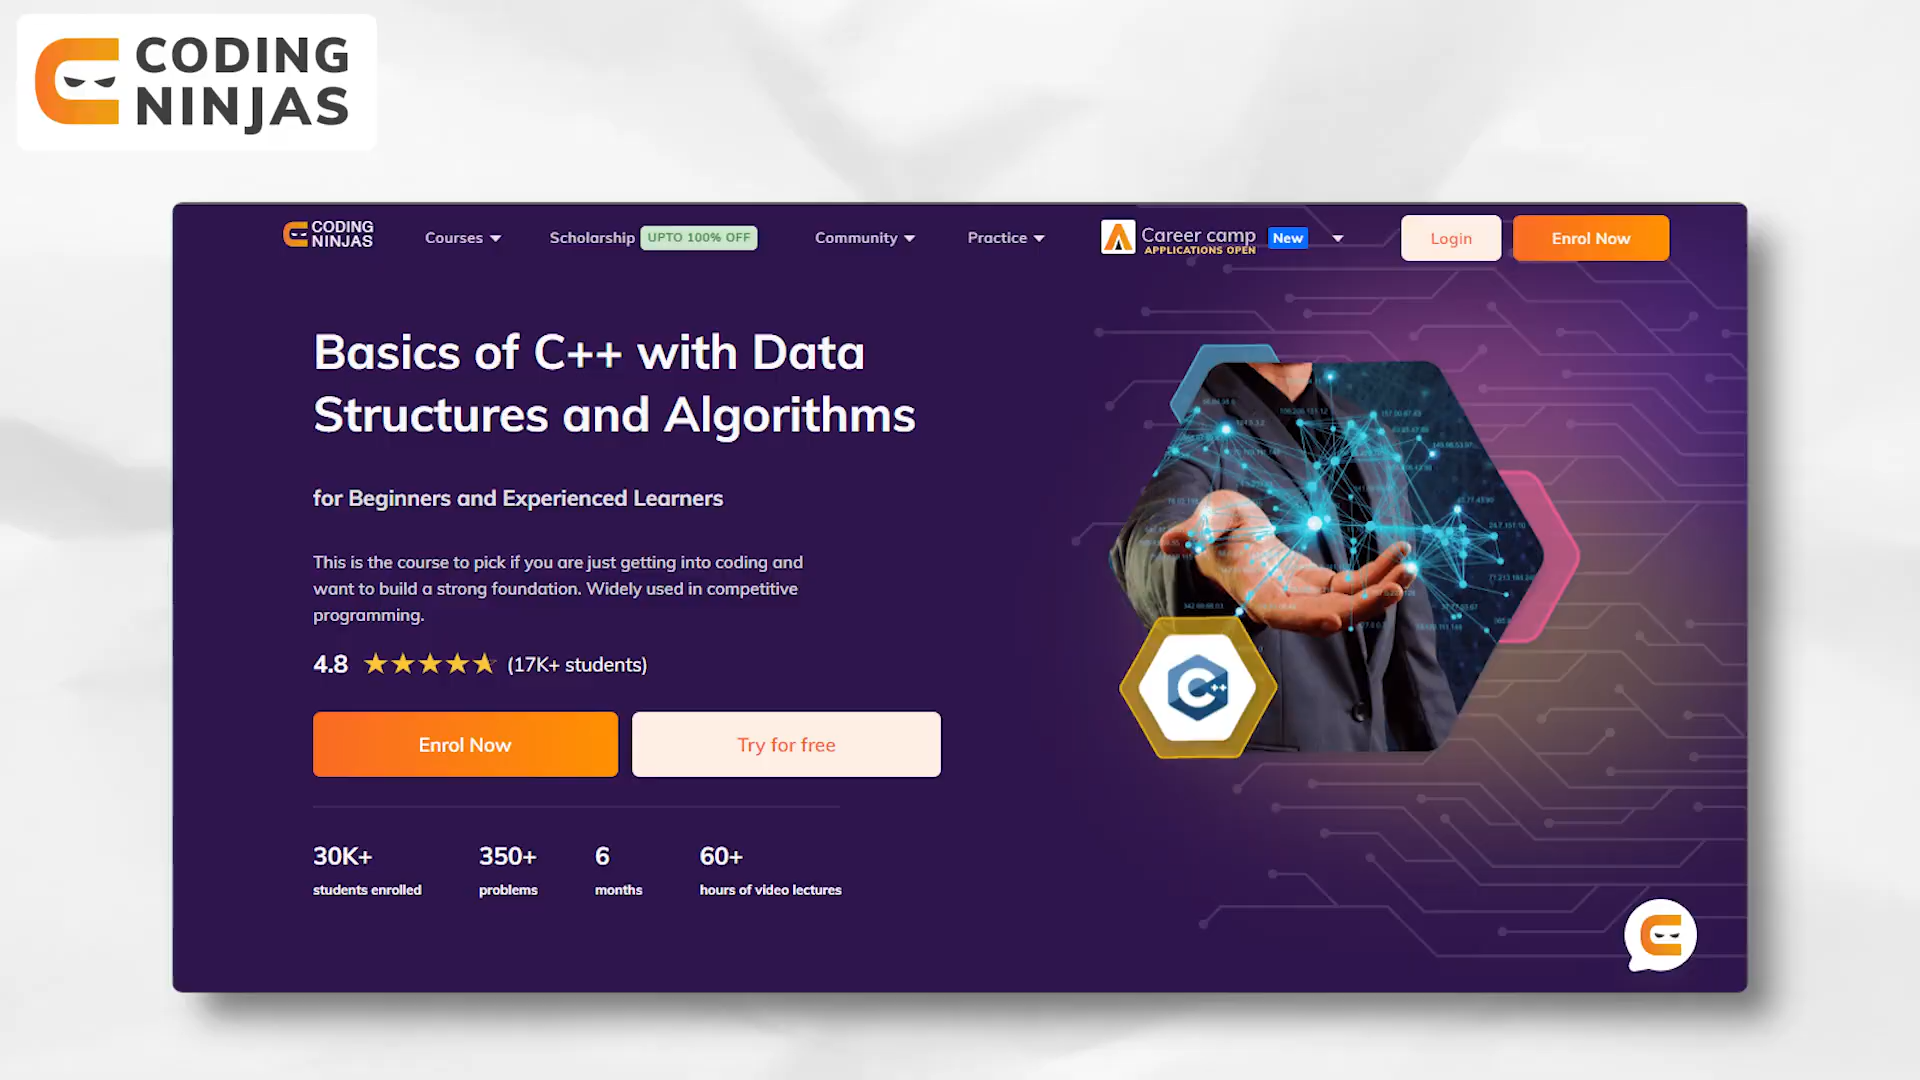 CODING
NINJAS
CODING
NINJAS
Courses
Scholarship UPTO 100% OFF
Community
Practice
Career camp New
APPLICATIONS OPEN
Login
Enrol Now
Basics of C++ with Data
Structures and Algorithms
for Beginners and Experienced Learners
This is the course to pick if you are just getting into coding and
want to build a strong foundation. Widely used in competitive
programming.
4.8 (17K+ students)
Enrol Now
Try for free
30K+
students enrolled
350+
problems
6
months
60+
hours of video lectures
C++